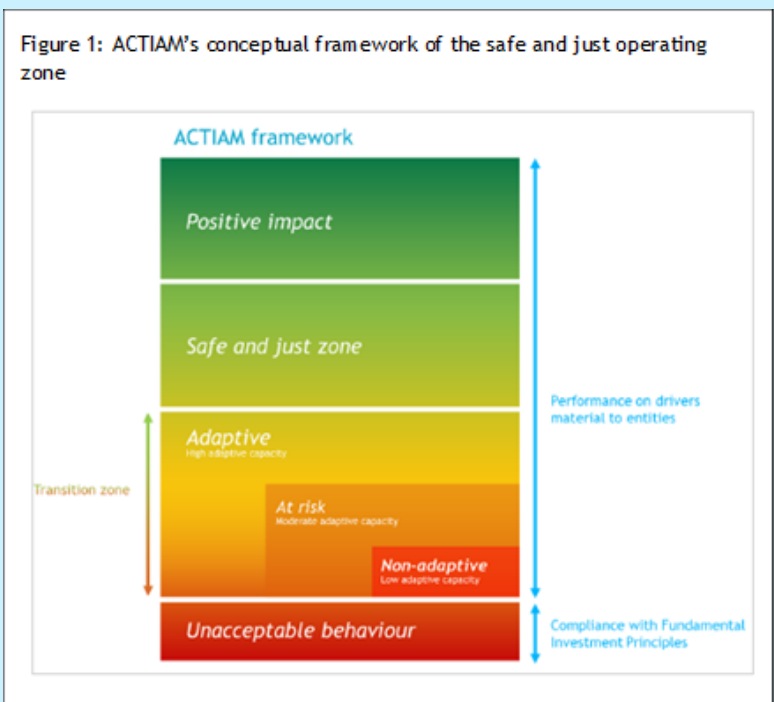 Figure 1: ACTIAM's conceptual framework of the safe and just operating
zone
ACTIAM framework
Positive impact
Safe and just zone
Adaptive
High adaptive capacity
Transition zone
At risk
Moderate adaptive capacity
Non-adaptive
Low adaptive capacity
Performance on drivers
material to entities
Unacceptable behaviour
Compliance with Fundamental
Investment Principles